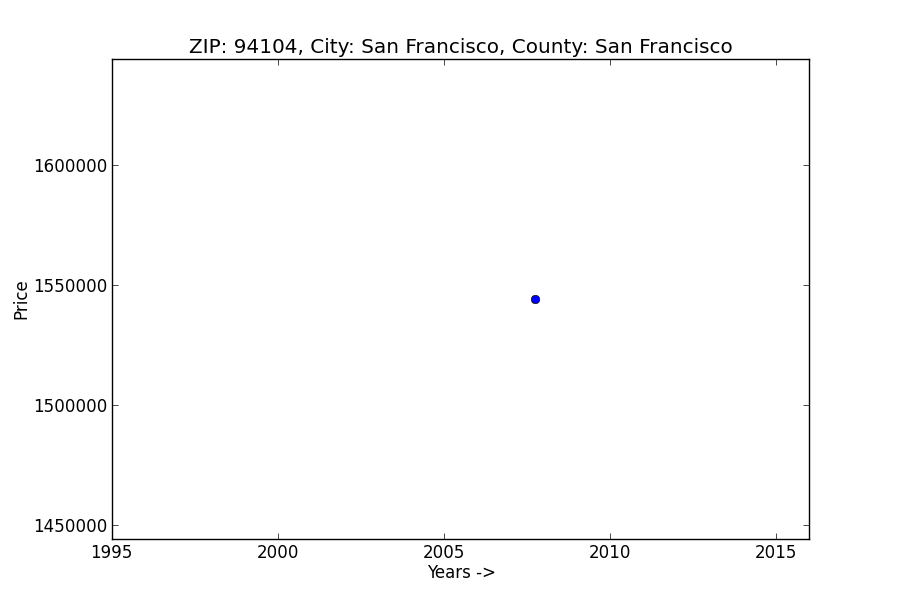 ZIP: 94104, City: San Francisco, County: San Francisco
1600000
1550000
1500000
1450000
Price
1995 2000 2005 2010 2015
Years ->